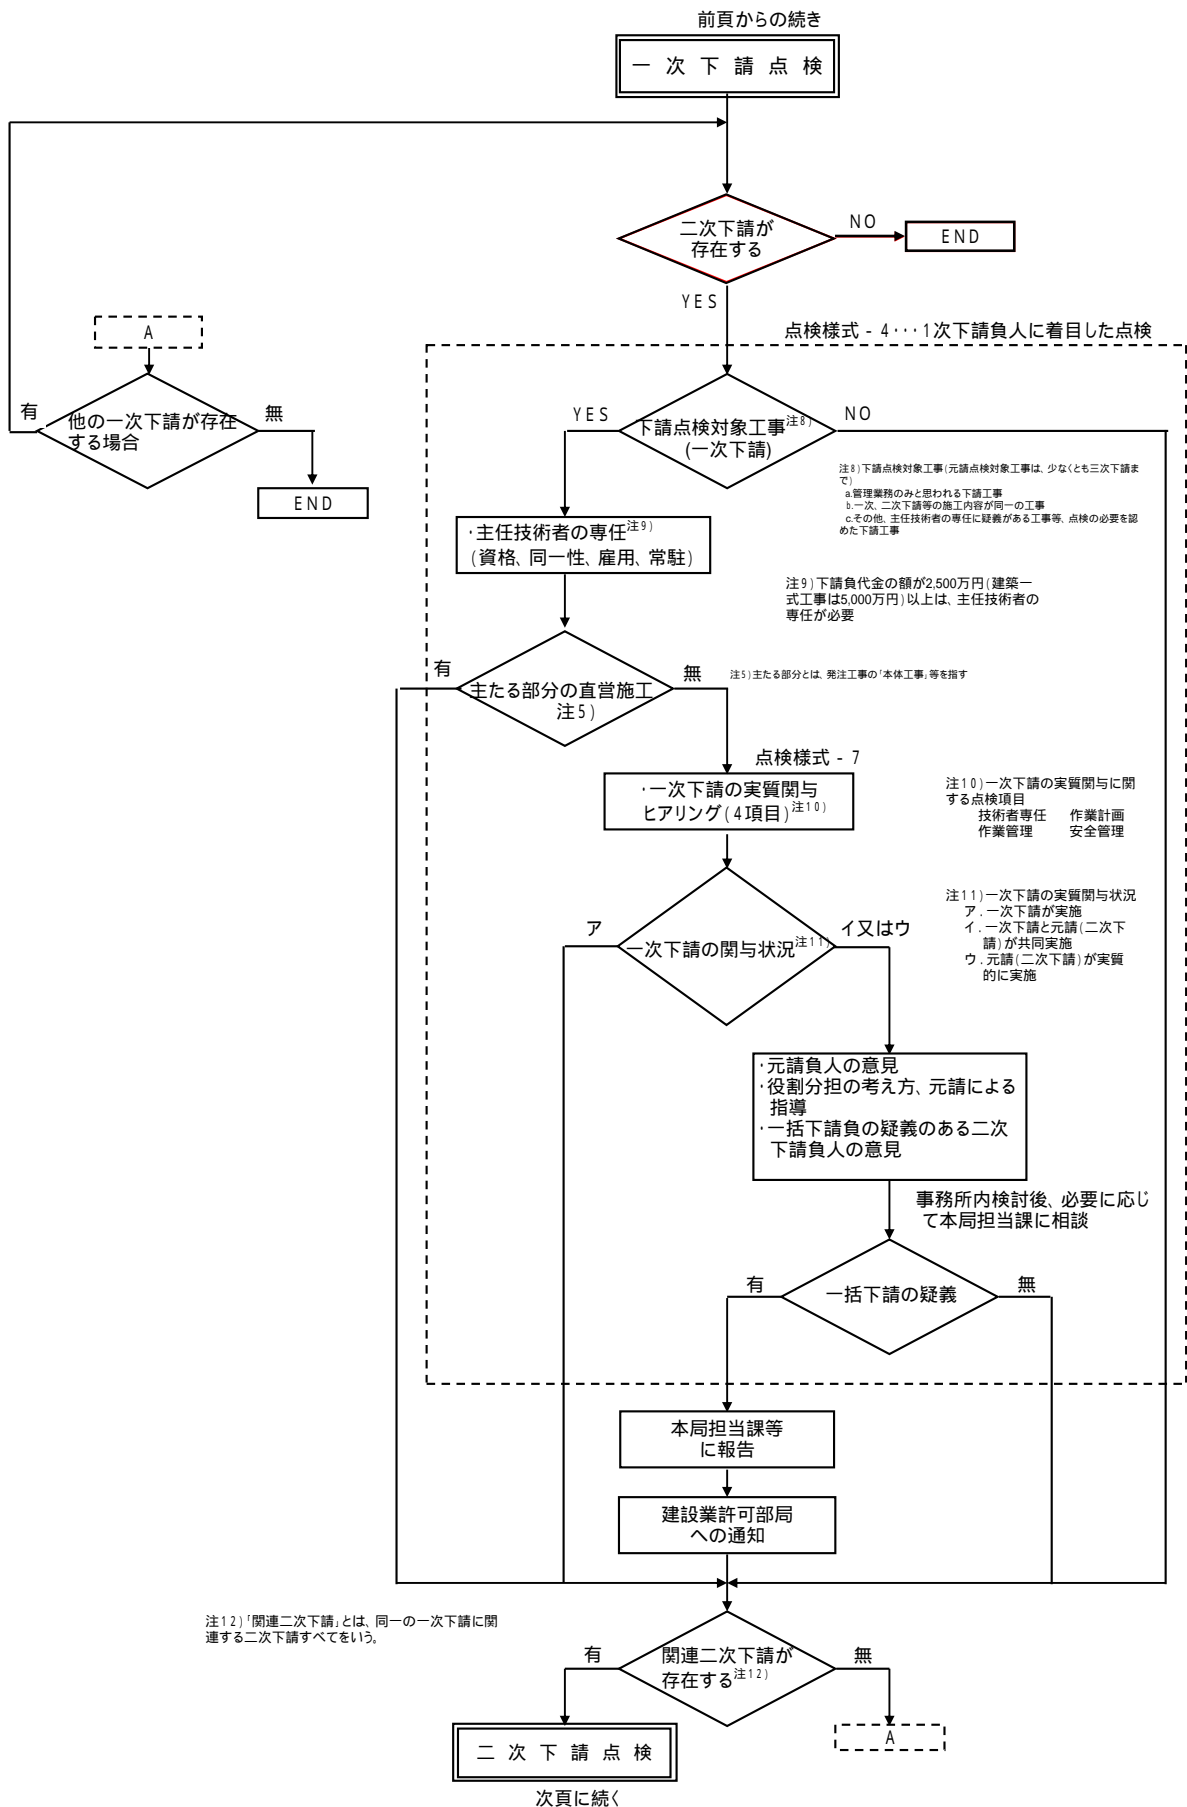 前頁からの続き
一次下請点検
二次下請が
存在する
NO
END
YES
A
点検様式 - 4･･･1次下請負人に着目した点検
有
他の一次下請が存在
する場合
無
END
YES
下請点検対象工事注8)
(一次下請)
NO
注8)下請点検対象工事(元請点検対象工事は、少なくとも三次下請ま
で)
a.管理業務のみと思われる下請工事
b.一次、二次下請等の施工内容が同一の工事
c.その他、主任技術者の専任に疑義がある工事等、点検の必要を認
めた下請工事
･主任技術者の専任注9)
(資格、同一性、雇用、常駐)
注9)下請負代金の額が2,500万円(建築一
式工事は5,000万円)以上は、主任技術者の
専任が必要
有
主たる部分の直営施工
注5)
無
注5)主たる部分とは、発注工事の｢本体工事｣等を指す
点検様式 - 7
･一次下請の実質関与
ヒアリング(4項目)注10)
注10)一次下請の実質関与に関
する点検項目
技術者専任 作業計画
作業管理 安全管理
ア
一次下請の関与状況注11)
イ又はウ
注11)一次下請の実質関与状況
ア.一次下請が実施
イ.一次下請と元請(二次下
請)が共同実施
ウ.元請(二次下請)が実質
的に実施
･元請負人の意見
･役割分担の考え方、元請による
指導
･一括下請負の疑義のある二次
下請負人の意見
事務所内検討後、必要に応じ
て本局担当課に相談
有
一括下請の疑義
無
本局担当課等
に報告
建設業許可部局
への通知
注12)｢関連二次下請｣とは、同一の一次下請に関
連する二次下請すべてをいう。
有
関連二次下請が
存在する注12)
無
二次下請点検
A
次頁に続く